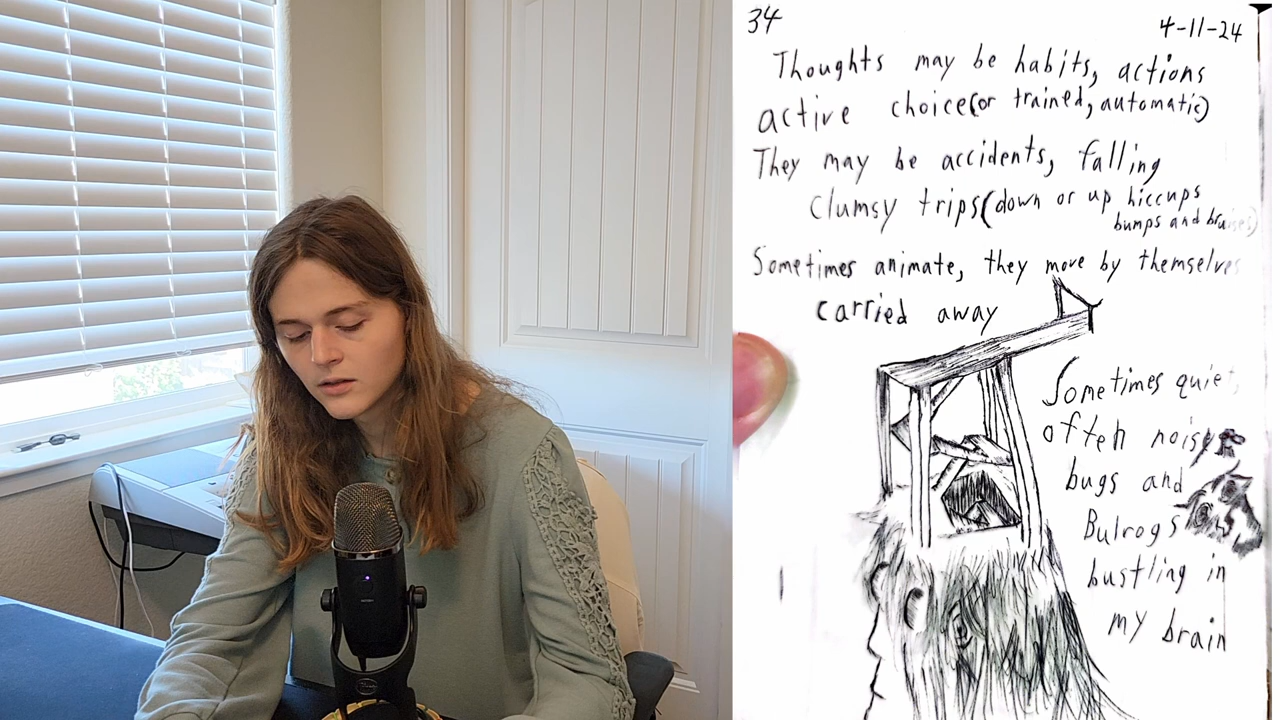 34
4-11-24
Thoughts may be habits, actions
active choice(or trained, automatic)
They may be accidents, falling
clumsy trips(down or up hiccups
bumps and bruises)
Sometimes animate, they move by themselves
carried away
Sometimes quiet,
often noisy
bugs and
Bulrogs
bustling in
my brain